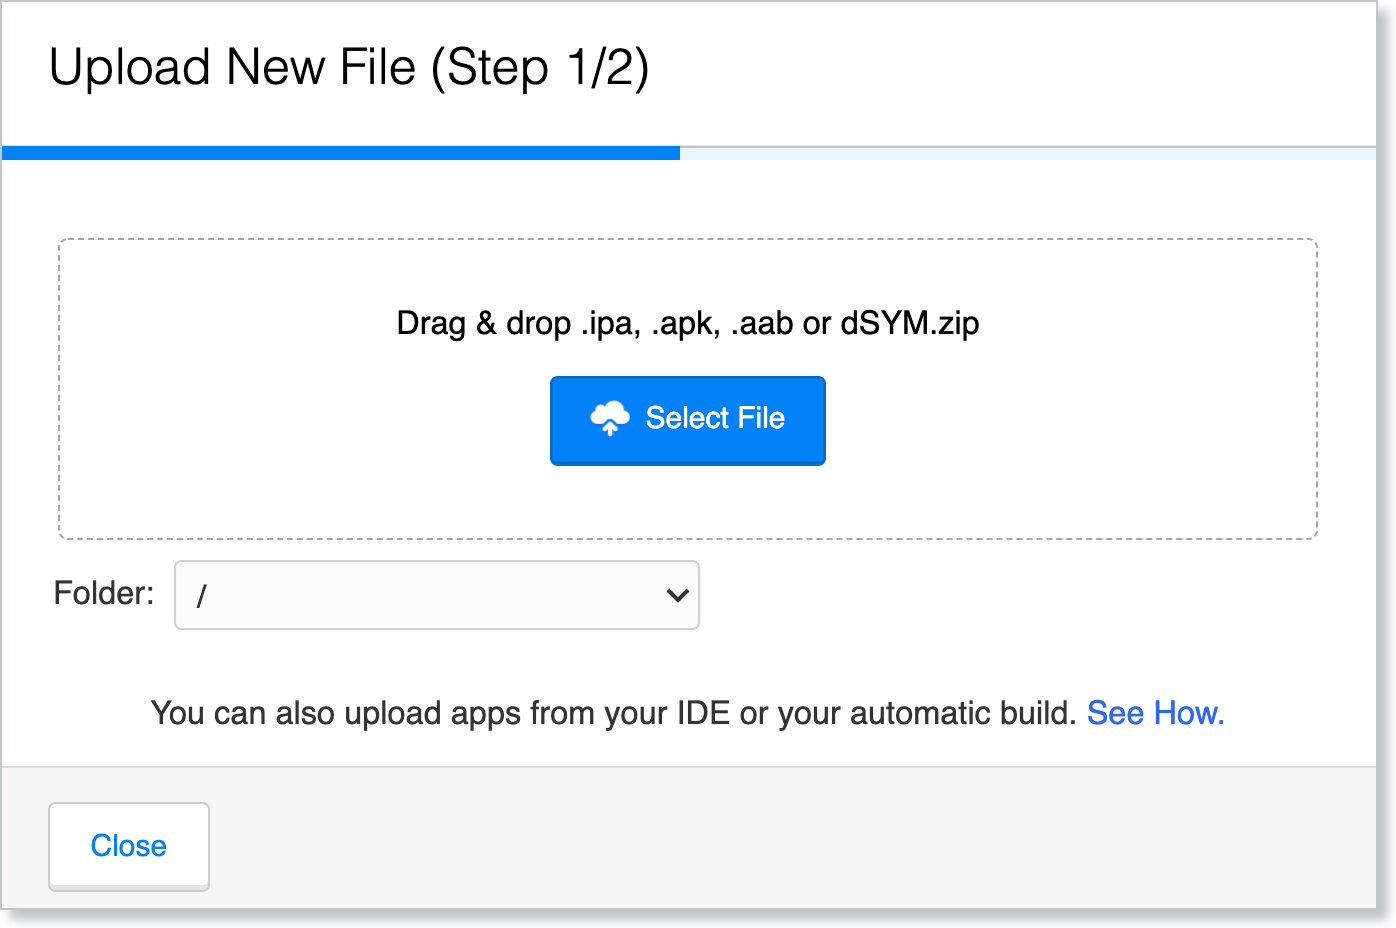 Upload New File (Step 1/2)
Drag & drop .ipa, .apk, .aab or dSYM.zip
Select File
Folder: /
You can also upload apps from your IDE or your automatic build. See How.
Close